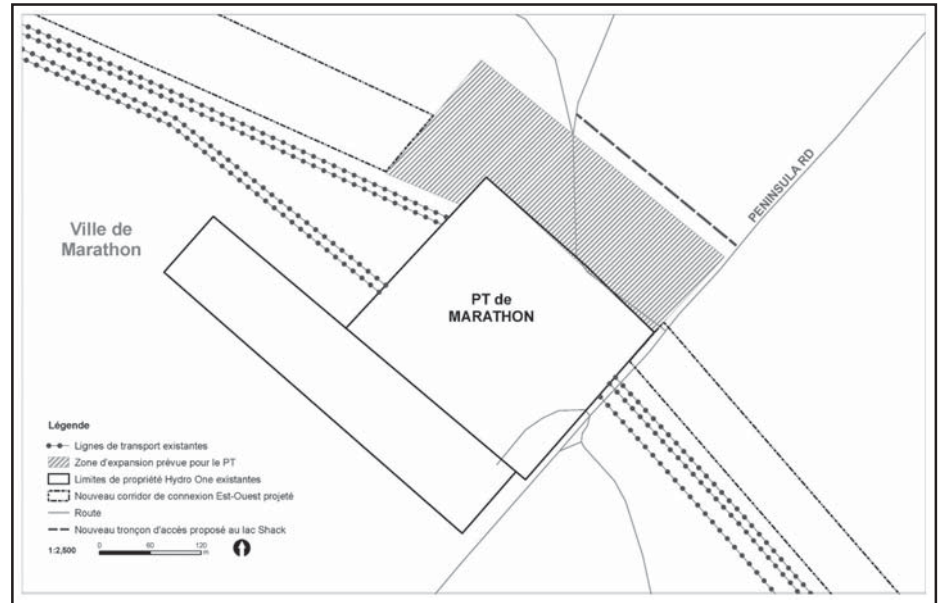 PENINSULA RD
Ville de
Marathon
PT de
MARATHON
Légende
Lignes de transport existantes
Zone d'expansion prévue pour le PT
Limites de propriété Hydro One existantes
Nouveau corridor de connexion Est-Ouest projeté
Route
Nouveau tronçon d'accès proposé au lac Shack
1:2,500 0 60 120
m